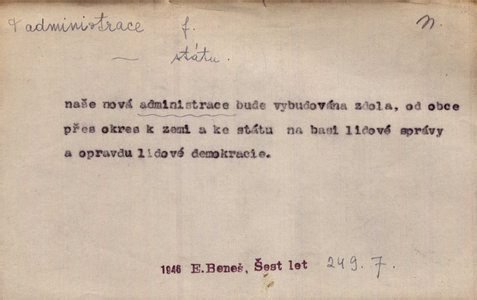 administrace f. n.
— státu.
naše nová administrace bude vybudována zdola, od obce
přes okres k zemi a ke státu na basi lidové správy
a opravdu lidové demokracie.
1946 E.Beneš, Šest let 249. 7.